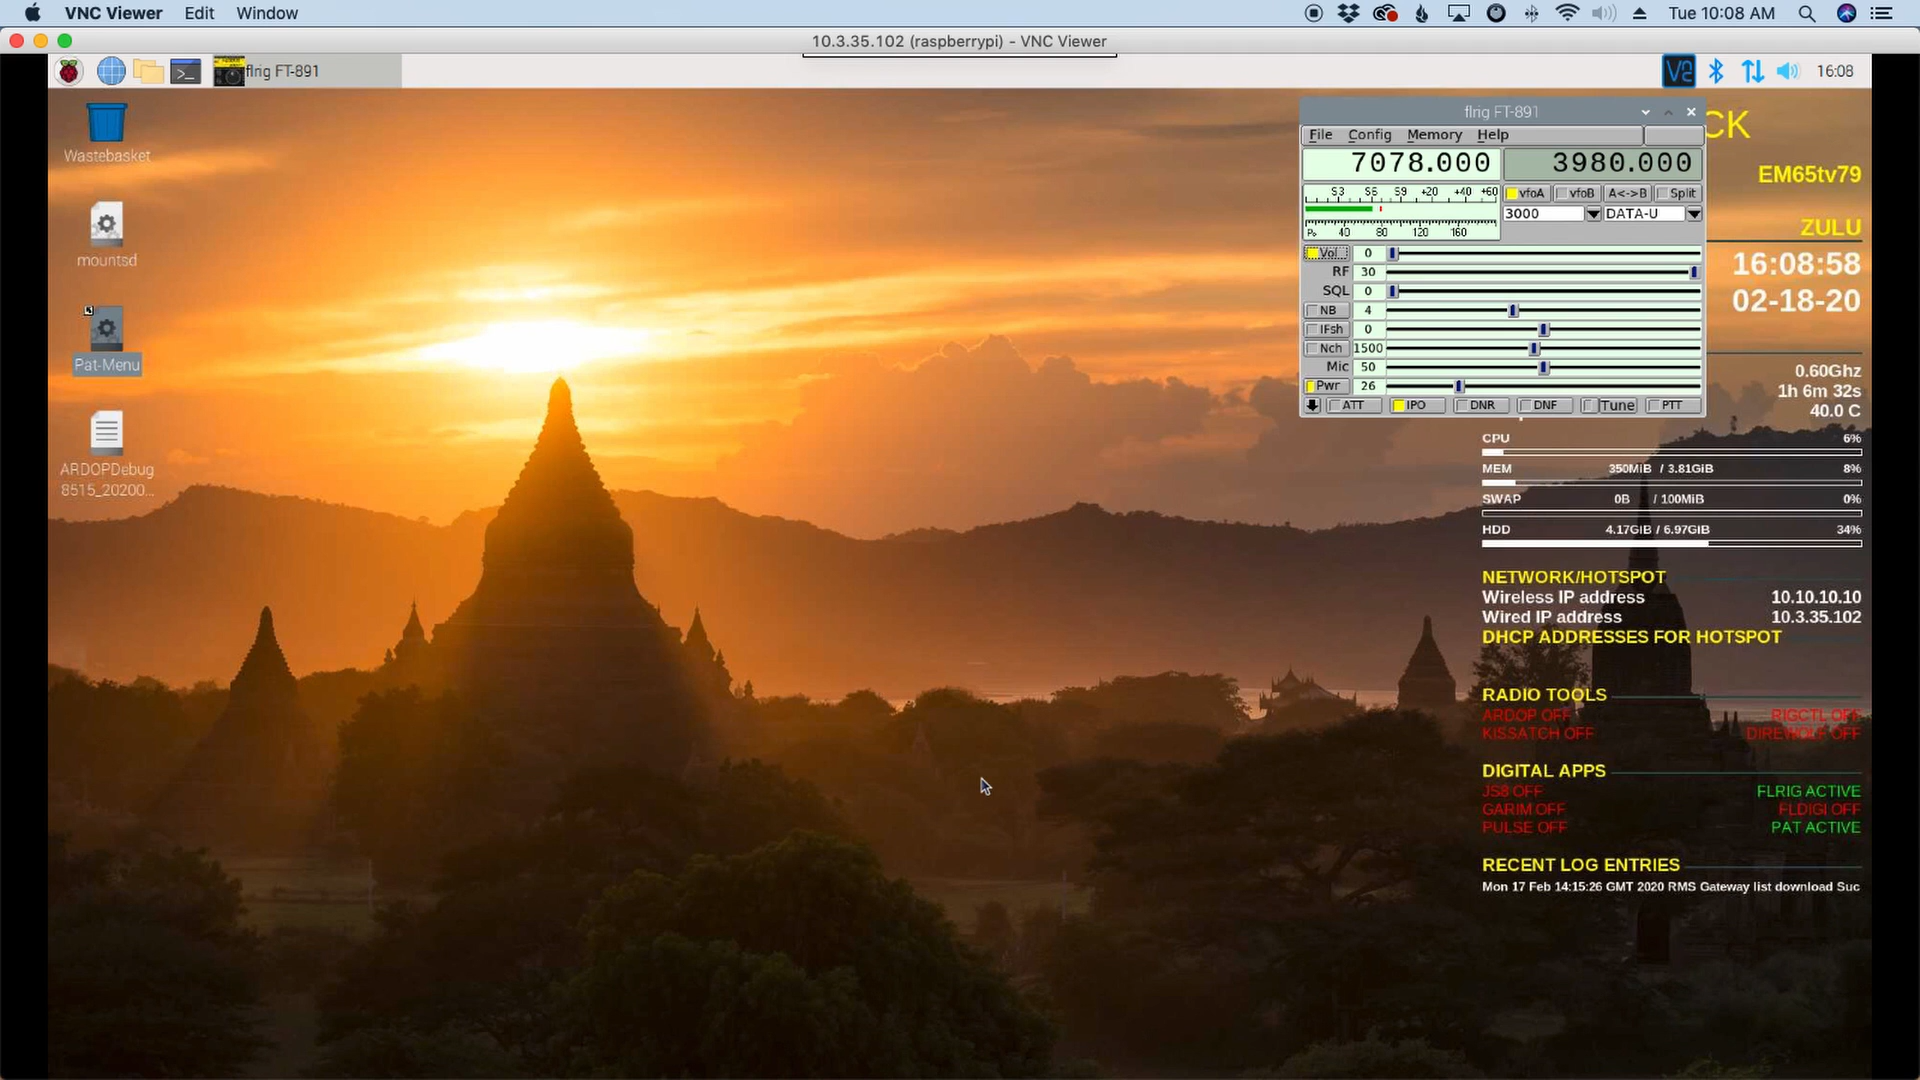 VNC Viewer Edit Window Tue 10:08 AM
10.3.35.102 (raspberrypi) - VNC Viewer
flrig FT-891 16:08
Wastebasket
mountsd
Pat-Menu
ARDOPDebug
8515_20200...
flrig FT-891
File Config Memory Help
7078.000 3980.000
S3 S6 S9 +20 +40 +60
Po 40 80 120 160
vfoA vfoB A<->B Split
3000 DATA-U
Vol 0
RF 30
SQL 0
NB 4
IFsh 0
Nch 1500
Mic 50
Pwr 26
ATT IPO DNR DNF Tune PTT
CK
EM65tv79
ZULU
16:08:58
02-18-20
0.60Ghz
1h 6m 32s
40.0 C
CPU 6%
MEM 350MiB / 3.81GiB 8%
SWAP 0B / 100MiB 0%
HDD 4.17GiB / 6.97GiB 34%
NETWORK/HOTSPOT
Wireless IP address 10.10.10.10
Wired IP address 10.3.35.102
DHCP ADDRESSES FOR HOTSPOT
RADIO TOOLS
ARDOP OFF RIGCTL OFF
KISSATCH OFF DIREWOLF OFF
DIGITAL APPS
JS8 OFF FLRIG ACTIVE
GARIM OFF FLDIGI OFF
PULSE OFF PAT ACTIVE
RECENT LOG ENTRIES
Mon 17 Feb 14:15:26 GMT 2020 RMS Gateway list download Suc